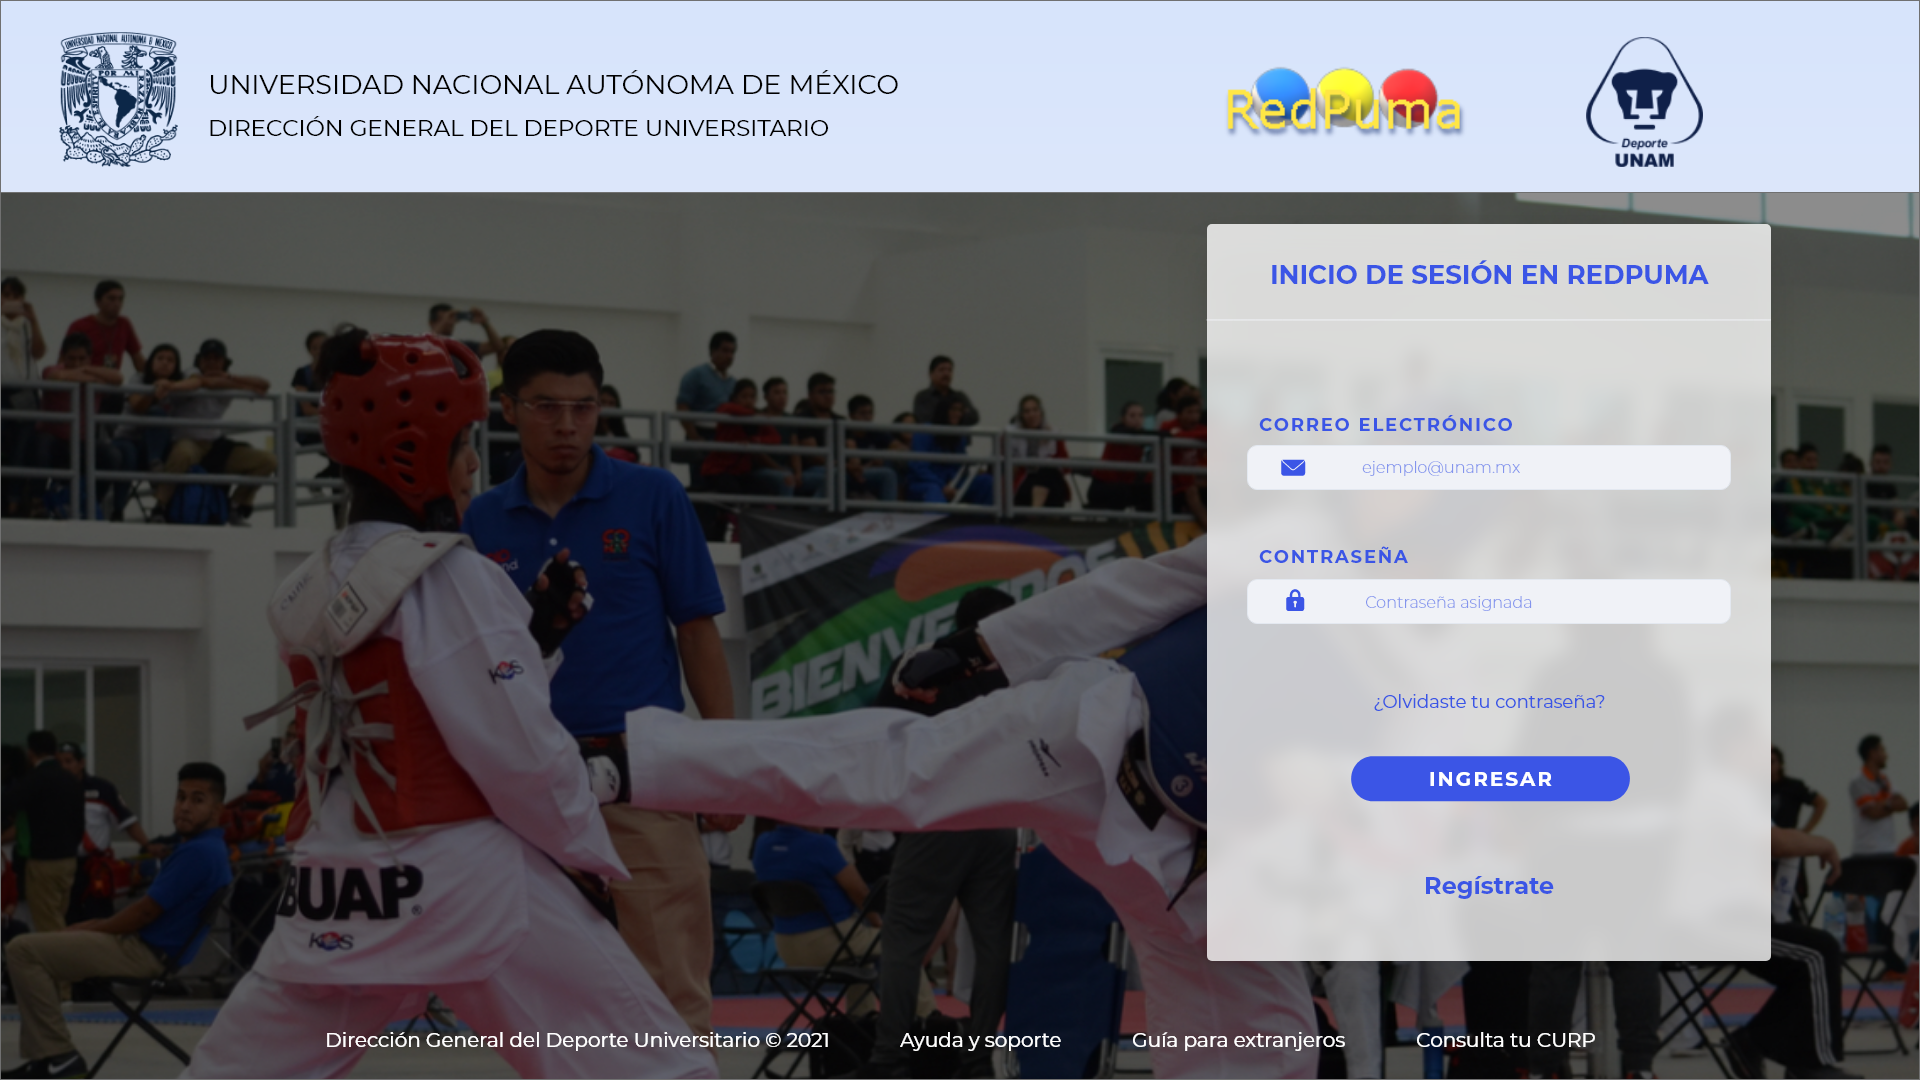 UNIVERSIDAD NACIONAL AUTÓNOMA DE MÉXICO
DIRECCIÓN GENERAL DEL DEPORTE UNIVERSITARIO
RedPuma
Deporte
UNAM
INICIO DE SESIÓN EN REDPUMA
CORREO ELECTRÓNICO
ejemplo@unam.mx
CONTRASEÑA
Contraseña asignada
¿Olvidaste tu contraseña?
INGRESAR
Regístrate
BUAP
Dirección General del Deporte Universitario © 2021
Ayuda y soporte
Guía para extranjeros
Consulta tu CURP